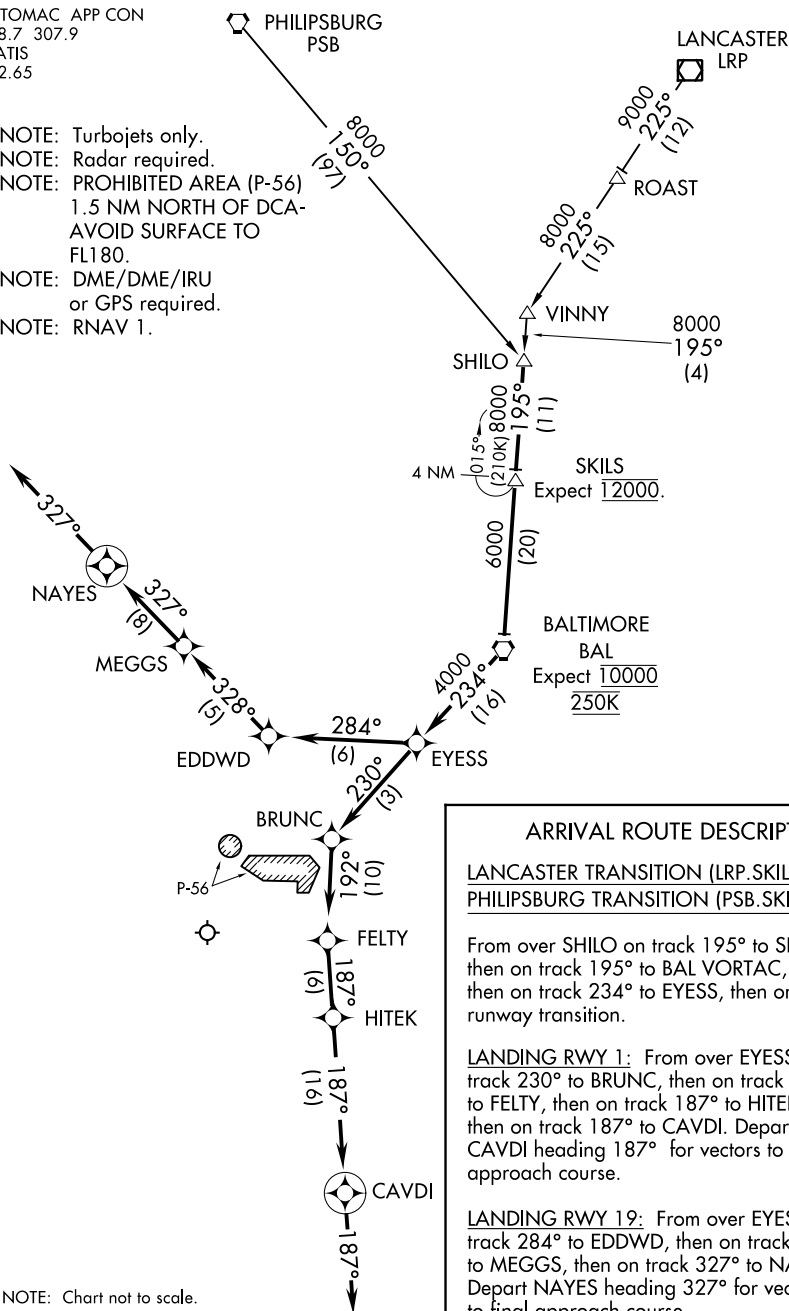 TOMAC APP CON
8.7 307.9
ATIS
2.65
PHILIPSBURG
PSB
LANCASTER
LRP
NOTE: Turbojets only.
NOTE: Radar required.
NOTE: PROHIBITED AREA (P-56)
1.5 NM NORTH OF DCA-
AVOID SURFACE TO
FL180.
NOTE: DME/DME/IRU
or GPS required.
NOTE: RNAV 1.
8000
150°
(97)
9000
225°
(12)
ROAST
8000
225°
(15)
VINNY
8000
195°
(4)
SHILO
8000
195°
(11)
015°
(210K)
4 NM
SKILS
Expect 12000.
6000
(20)
BALTIMORE
BAL
Expect 10000
250K
4000
234°
(16)
327°
NAYES
327°
(8)
MEGGS
328°
(5)
EDDWD
284°
(6)
EYESS
230°
(3)
BRUNC
P-56
192°
(10)
FELTY
187°
(6)
HITEK
187°
(16)
CAVDI
187°
NOTE: Chart not to scale.
ARRIVAL ROUTE DESCRIPT
LANCASTER TRANSITION (LRP.SKIL
PHILIPSBURG TRANSITION (PSB.SKI
From over SHILO on track 195° to S
then on track 195° to BAL VORTAC,
then on track 234° to EYESS, then or
runway transition.
LANDING RWY 1: From over EYESS
track 230° to BRUNC, then on track
to FELTY, then on track 187° to HITEK
then on track 187° to CAVDI. Depar
CAVDI heading 187° for vectors to
approach course.
LANDING RWY 19: From over EYES
track 284° to EDDWD, then on track
to MEGGS, then on track 327° to NA
Depart NAYES heading 327° for vec
to final approach course.